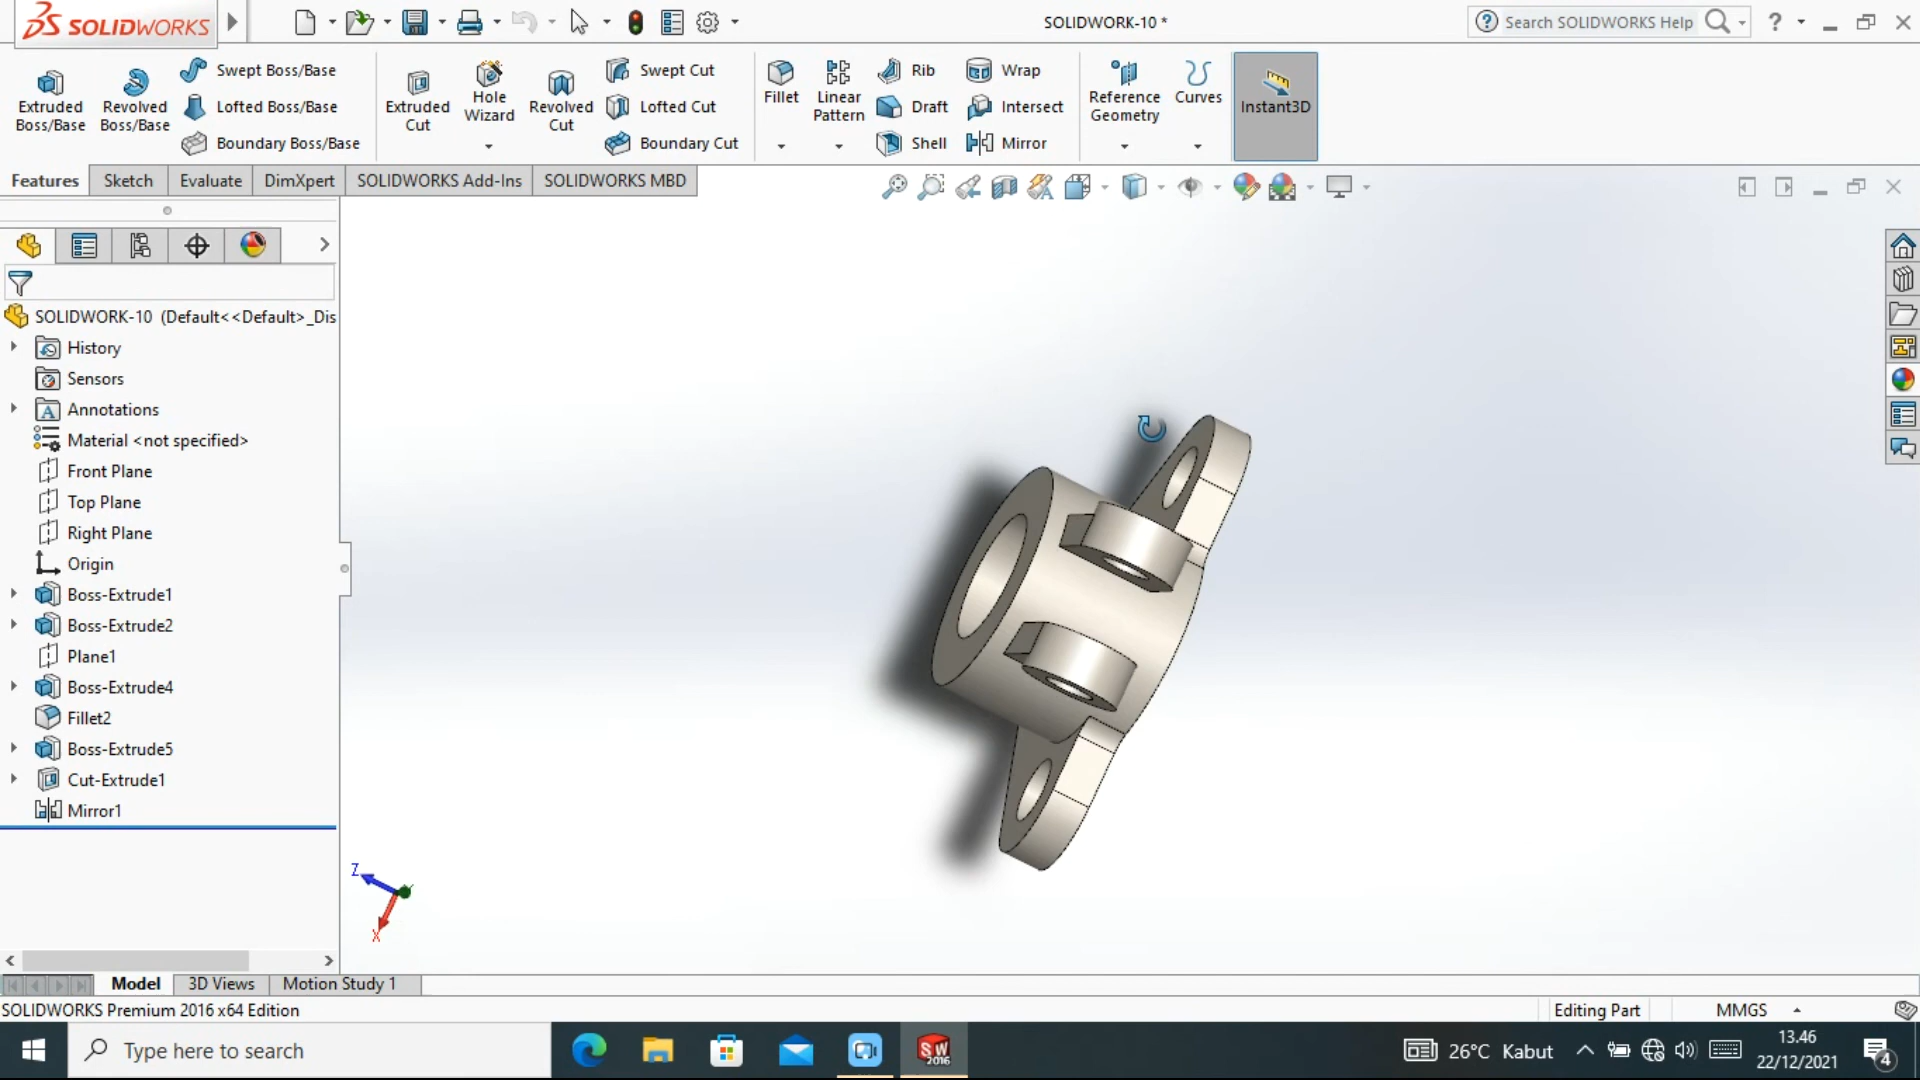 SOLIDWORKS
SOLIDWORK-10 *
Search SOLIDWORKS Help
?
Extruded Boss/Base
Revolved Boss/Base
Swept Boss/Base
Lofted Boss/Base
Boundary Boss/Base
Extruded Cut
Hole Wizard
Revolved Cut
Swept Cut
Lofted Cut
Boundary Cut
Fillet
Linear Pattern
Rib
Draft
Shell
Wrap
Intersect
Mirror
Reference Geometry
Curves
Instant3D
Features
Sketch
Evaluate
DimXpert
SOLIDWORKS Add-Ins
SOLIDWORKS MBD
SOLIDWORK-10 (Default<<Default>_Dis
History
Sensors
Annotations
Material <not specified>
Front Plane
Top Plane
Right Plane
Origin
Boss-Extrude1
Boss-Extrude2
Plane1
Boss-Extrude4
Fillet2
Boss-Extrude5
Cut-Extrude1
Mirror1
Z
X
Model
3D Views
Motion Study 1
SOLIDWORKS Premium 2016 x64 Edition
Editing Part
MMGS
Type here to search
SW
2016
26°C Kabut
13.46
22/12/2021
4